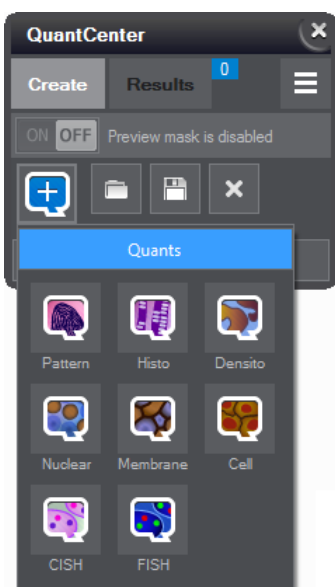 QuantCenter
Create Results 0
ON OFF Preview mask is disabled
Quants
Pattern Histo Densito
Nuclear Membrane Cell
CISH FISH